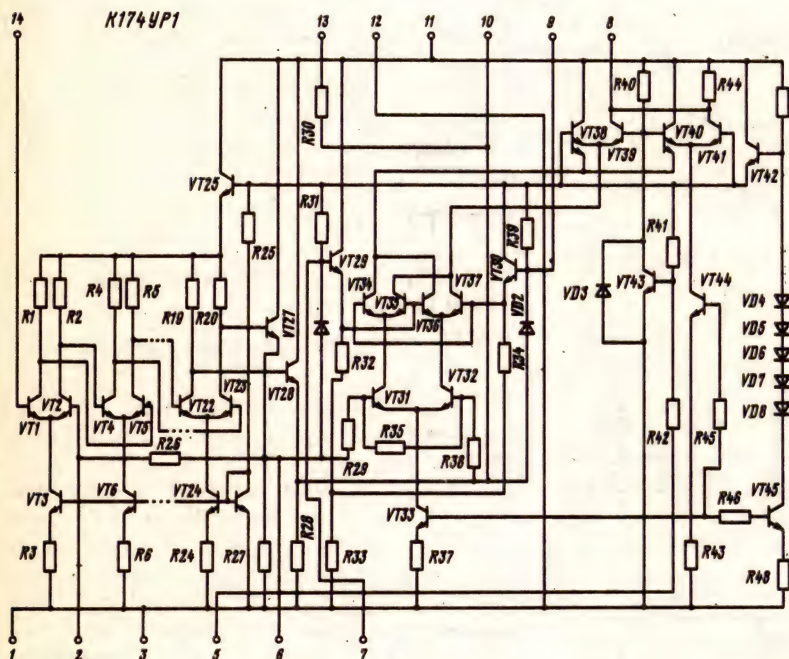 К174УР1
14 13 12 11 10 9 8
R40 R44
R30
VT38 VT40
VT39 VT41 VT42
VT25
R31 R39 R41
R25 VT29
VT34 VT37 VT30
R1 R2 R4 R5 R19 R20 VT27 VT35 VD2 VD3 VT43 VT44 VD4
VT36 VD5
R32 R34 VD6
VT28 VD7
VT2 VT23 VT32 VD8
VT1 VT4 VT5 VT22 VT31
R26 R35 R42 R45
R29 R36
VT3 VT6 VT24 R46 VT45
VT33
R28
R3 R6 R24 R27 R33 R37 R43 R48
1 2 3 5 6 7